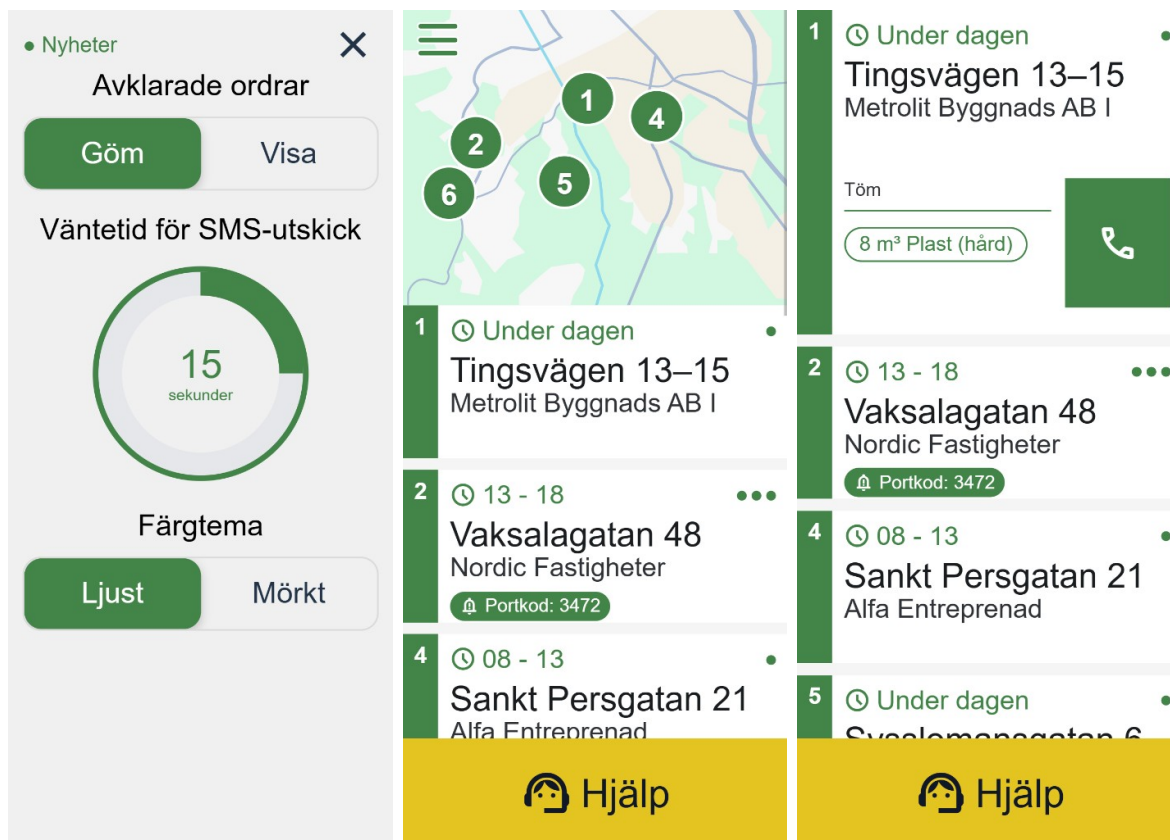 Nyheter
Avklarade ordrar
Göm
Visa
Väntetid för SMS-utskick
15
sekunder
Färgtema
Ljust
Mörkt
1
4
2
5
6
1
Under dagen
Tingsvägen 13–15
Metrolit Byggnads AB I
2
13 - 18
Vaksalagatan 48
Nordic Fastigheter
Portkod: 3472
4
08 - 13
Sankt Persgatan 21
Alfa Entreprenad
Hjälp
1
Under dagen
Tingsvägen 13–15
Metrolit Byggnads AB I
Töm
8 m³ Plast (hård)
2
13 - 18
Vaksalagatan 48
Nordic Fastigheter
Portkod: 3472
4
08 - 13
Sankt Persgatan 21
Alfa Entreprenad
5
Under dagen
Sysslomansgatan 6
Hjälp